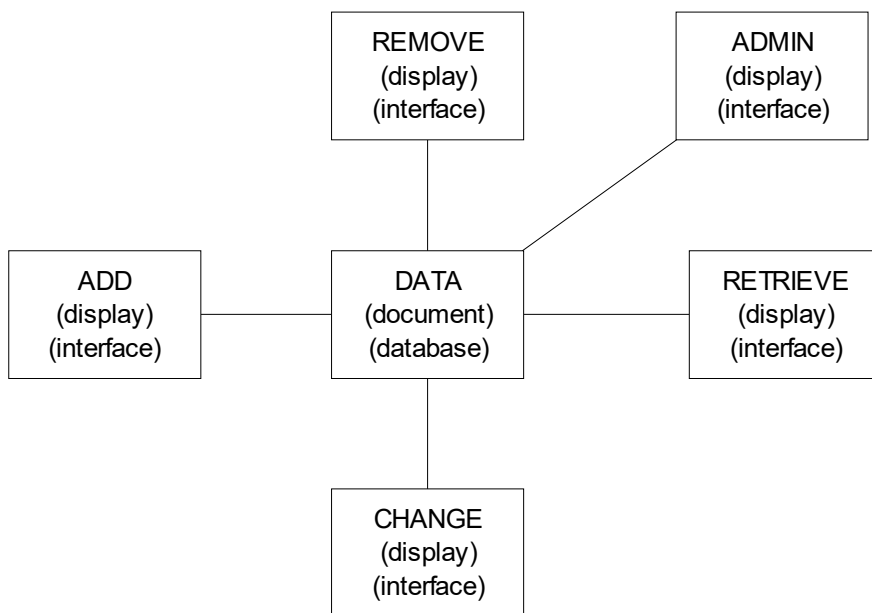 REMOVE
(display)
(interface)
ADMIN
(display)
(interface)
ADD
(display)
(interface)
DATA
(document)
(database)
RETRIEVE
(display)
(interface)
CHANGE
(display)
(interface)